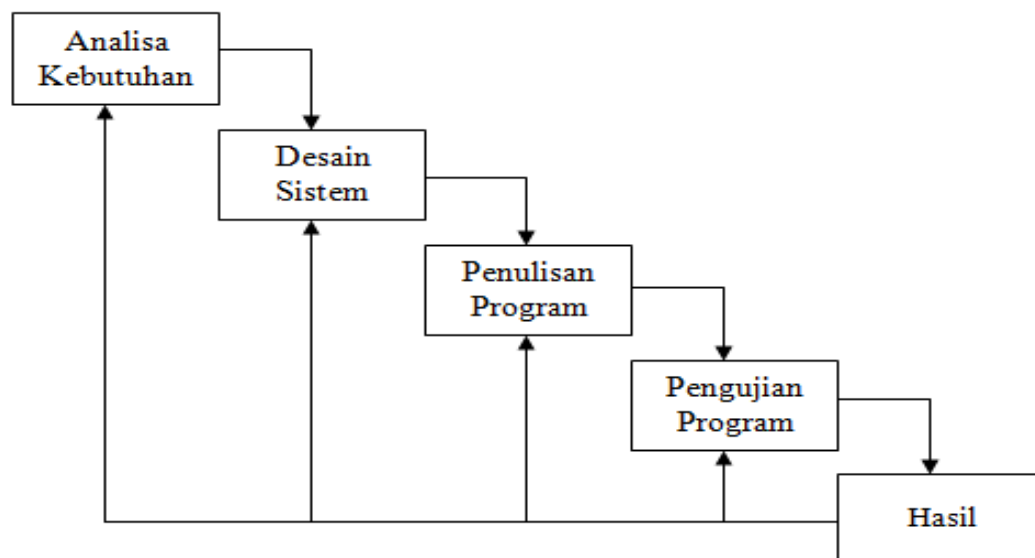 Analisa
Kebutuhan
Desain
Sistem
Penulisan
Program
Pengujian
Program
Hasil